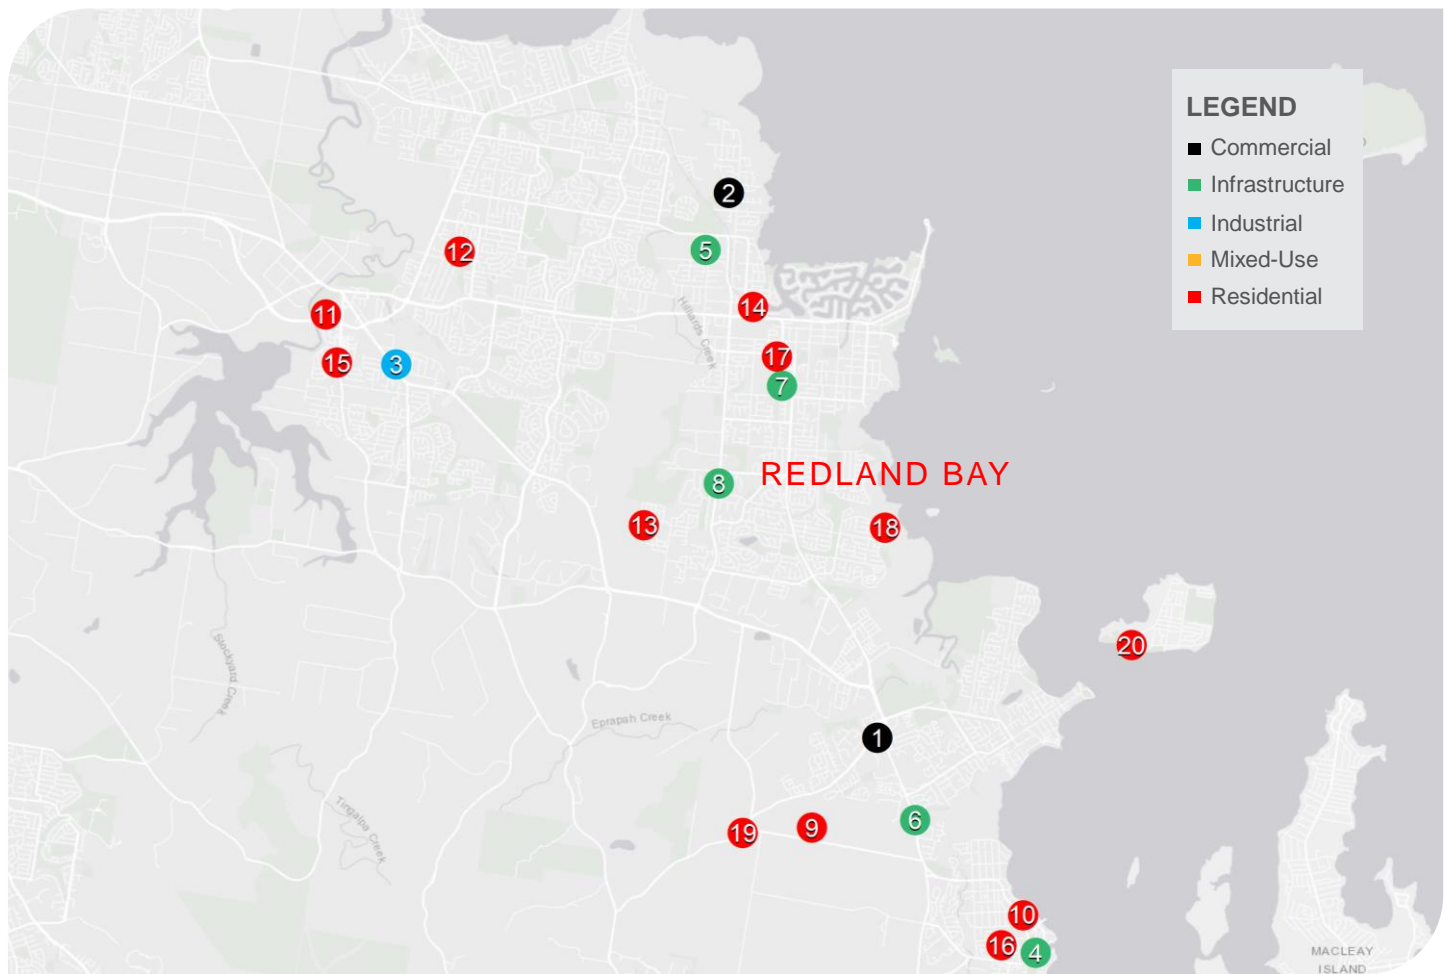 LEGEND
Commercial
Infrastructure
Industrial
Mixed-Use
Residential
2
5
12
14
11
Hilliards Creek
17
15
3
7
REDLAND BAY
8
13
18
20
Stockyard Creek
Eprapah Creek
1
Tingalpa Creek
6
9
19
10
16
4
MACLEAY
ISLAND